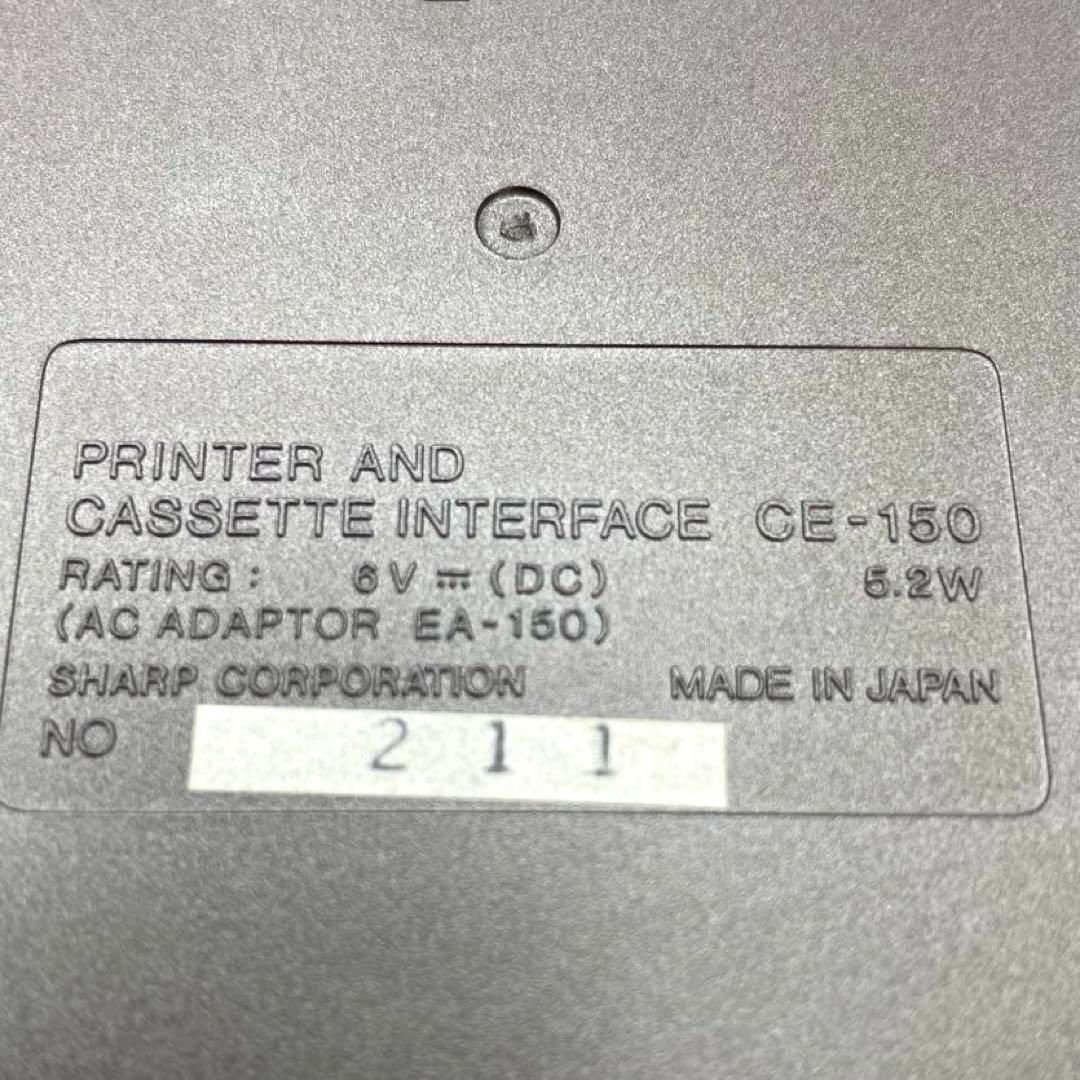 PRINTER AND
CASSETTE INTERFACE CE-150
RATING : 6V ⎓ (DC) 5.2W
(AC ADAPTOR EA-150)
SHARP CORPORATION MADE IN JAPAN
NO 211